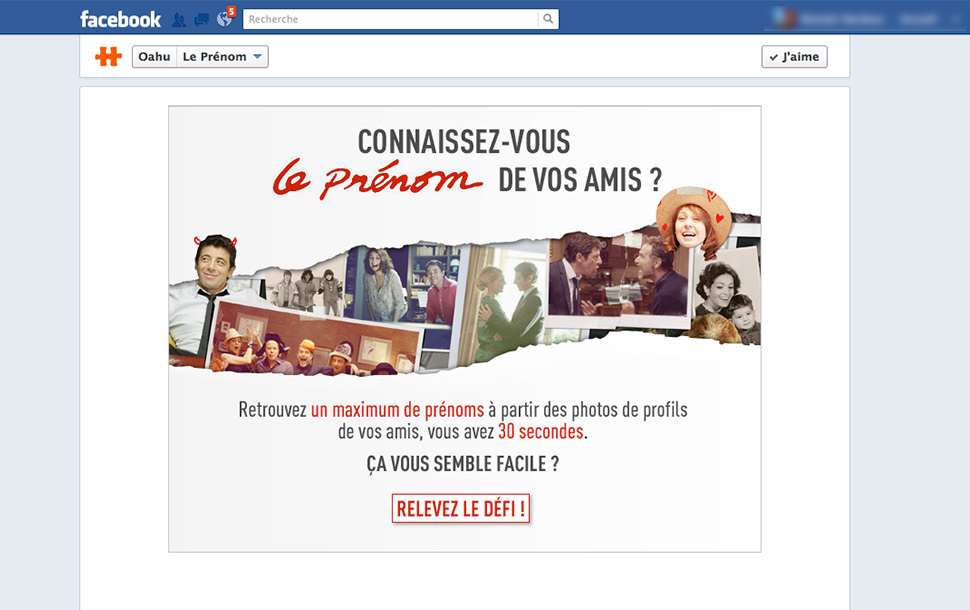 facebook
5
Recherche
Oahu
Le Prénom
J'aime
CONNAISSEZ-VOUS
le prénom DE VOS AMIS ?
Retrouvez un maximum de prénoms à partir des photos de profils
de vos amis, vous avez 30 secondes.
ÇA VOUS SEMBLE FACILE ?
RELEVEZ LE DÉFI !